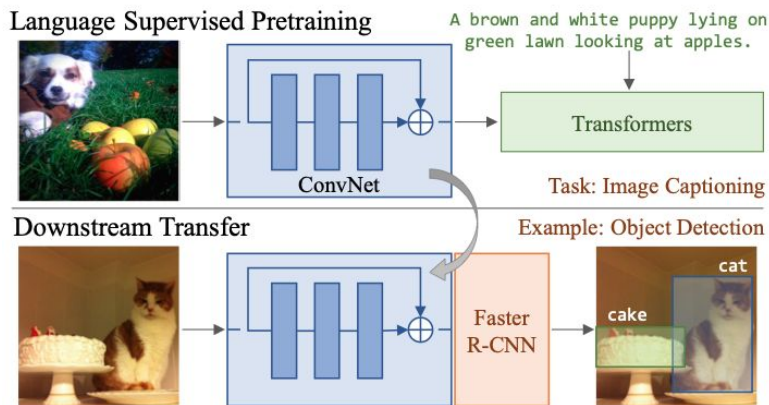 Language Supervised Pretraining
A brown and white puppy lying on
green lawn looking at apples.
ConvNet
Transformers
Task: Image Captioning
Downstream Transfer
Example: Object Detection
Faster
R-CNN
cat
cake